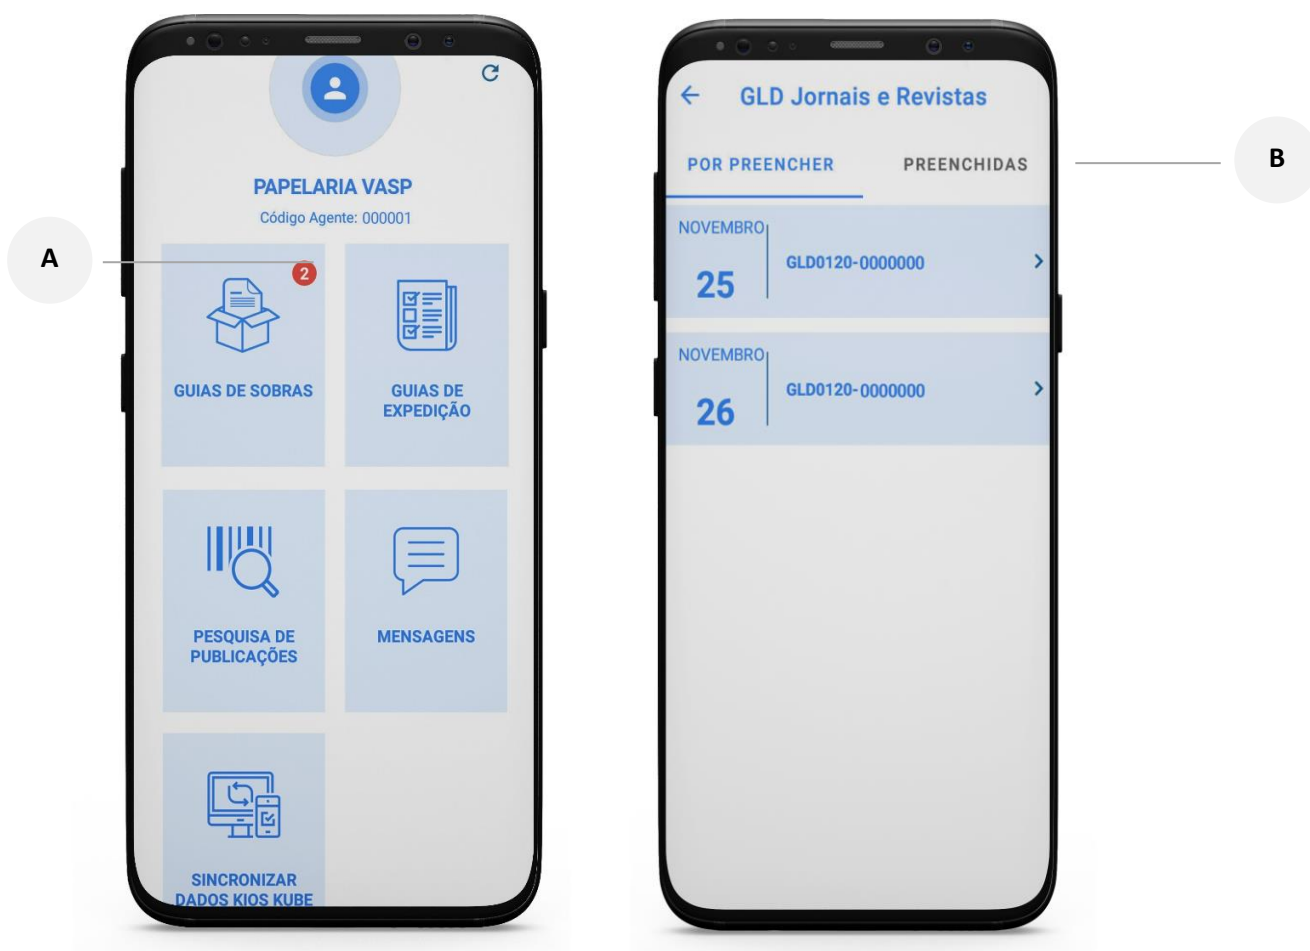 A
PAPELARIA VASP
Código Agente: 000001
2
GUIAS DE SOBRAS
GUIAS DE
EXPEDIÇÃO
PESQUISA DE
PUBLICAÇÕES
MENSAGENS
SINCRONIZAR
DADOS KIOS KUBE
GLD Jornais e Revistas
POR PREENCHER
PREENCHIDAS
B
NOVEMBRO
25
GLD0120-0000000
NOVEMBRO
26
GLD0120-0000000